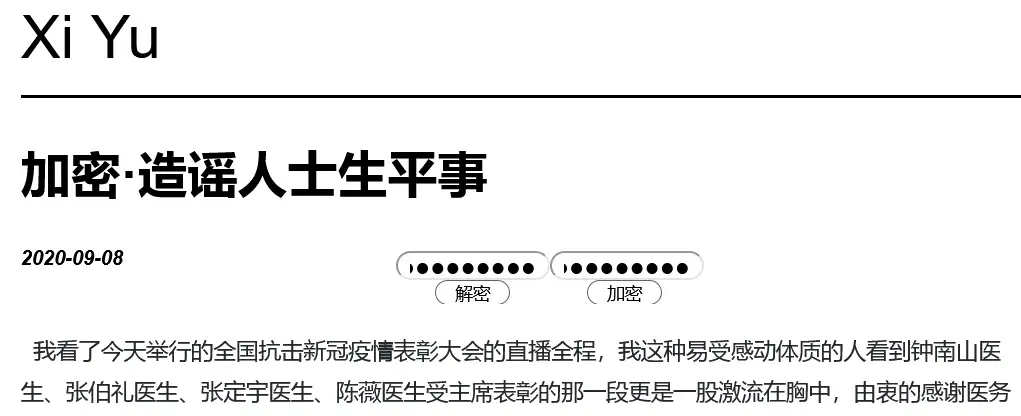 Xi Yu
加密·造谣人士生平事
2020-09-08
解密 加密
我看了今天举行的全国抗击新冠疫情表彰大会的直播全程，我这种易受感动体质的人看到钟南山医
生、张伯礼医生、张定宇医生、陈薇医生受主席表彰的那一段更是一股激流在胸中，由衷的感谢医务